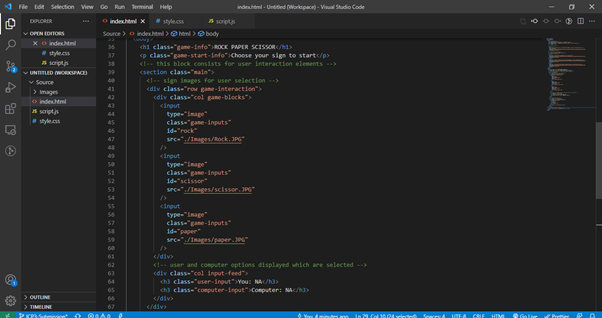 File Edit Selection View Go Run Terminal Help
index.html - Untitled (Workspace) - Visual Studio Code
EXPLORER
index.html
style.css
script.js
OPEN EDITORS
index.html
style.css
script.js
UNTITLED (WORKSPACE)
Source
Images
index.html
script.js
style.css
OUTLINE
TIMELINE
Source > index.html > html > body
35 <body>
36 <h1 class="game-info">ROCK PAPER SCISSOR</h1>
37 <p class="game-start-info">Choose your sign to start</p>
38 <!-- this block consists for user interaction elements -->
39 <section class="main">
40 <!-- sign images for user selection -->
41 <div class="row game-interaction">
42 <div class="col game-blocks">
43 <input
44 type="image"
45 class="game-inputs"
46 id="rock"
47 src="./Images/Rock.JPG"
48 />
49 <input
50 type="image"
51 class="game-inputs"
52 id="scissor"
53 src="./Images/scissor.JPG"
54 />
55 <input
56 type="image"
57 class="game-inputs"
58 id="paper"
59 src="./Images/paper.JPG"
60 />
61 </div>
62 <!-- user and computer options displayed which are selected -->
63 <div class="col input-feed">
64 <h3 class="user-input">You: NA</h3>
65 <h3 class="computer-input">Computer: NA</h3>
66 </div>
67 </div>
ICP3-Submission*
0 0
You, 4 minutes ago
Ln 79, Col 10 (24 selected)
Spaces: 4
UTF-8
CRLF
HTML
Go Live
Prettier